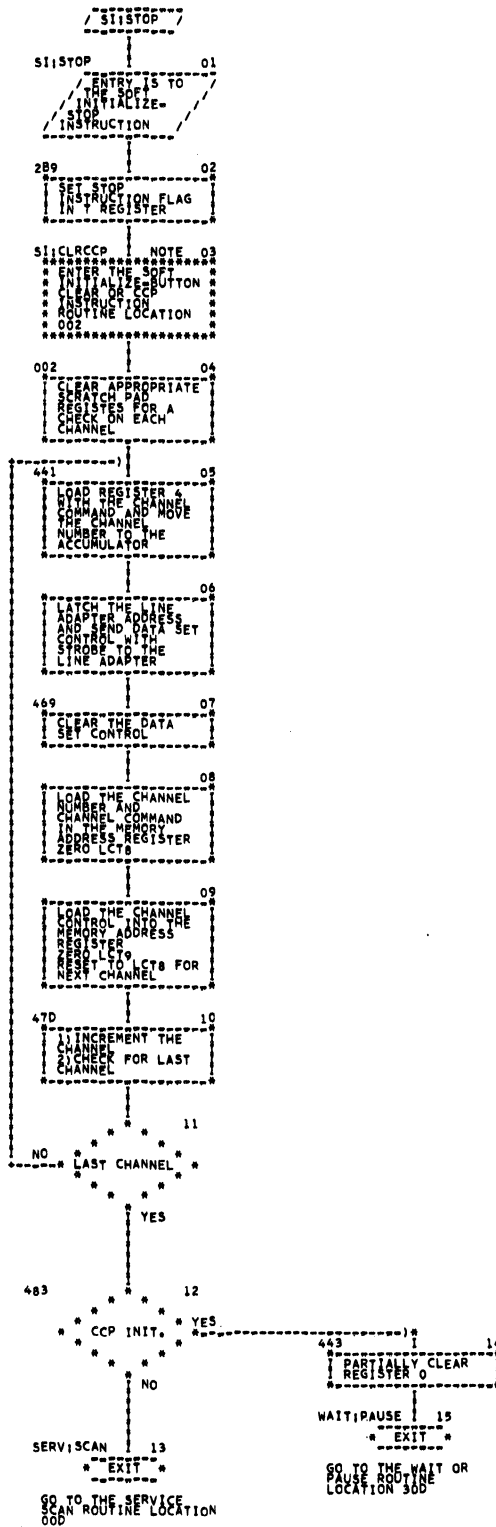 SI;STOP
SI;STOP 01
ENTRY IS TO
THE SOFT
INITIALIZE-
STOP
INSTRUCTION
2B9 02
SET STOP
INSTRUCTION FLAG
IN T REGISTER
SI;CLRCCP NOTE 03
ENTER THE SOFT
INITIALIZE-BUTTON
CLEAR OR CCP
INSTRUCTION
ROUTINE LOCATION
002
002 04
CLEAR APPROPRIATE
SCRATCH PAD
REGISTES FOR A
CHECK ON EACH
CHANNEL
441 05
LOAD REGISTER 4
WITH THE CHANNEL
COMMAND AND MOVE
THE CHANNEL
NUMBER TO THE
ACCUMULATOR
06
LATCH THE LINE
ADAPTER ADDRESS
AND SEND DATA SET
CONTROL WITH
STROBE TO THE
LINE ADAPTER
469 07
CLEAR THE DATA
SET CONTROL
08
LOAD THE CHANNEL
NUMBER AND
CHANNEL COMMAND
IN THE MEMORY
ADDRESS REGISTER
ZERO LCT8
09
LOAD THE CHANNEL
CONTROL INTO THE
MEMORY ADDRESS
REGISTER
ZERO LCT9
RESET TO LCT8 FOR
NEXT CHANNEL
47D 10
1)INCREMENT THE
CHANNEL
2)CHECK FOR LAST
CHANNEL
11
NO LAST CHANNEL
YES
483 12
CCP INIT. YES
NO
443 14
PARTIALLY CLEAR
REGISTER 0
WAIT;PAUSE 15
EXIT
GO TO THE WAIT OR
PAUSE ROUTINE
LOCATION 30D
SERV;SCAN 13
EXIT
GO TO THE SERVICE
SCAN ROUTINE LOCATION
00D